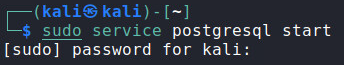 ┌──(kali㉿kali)-[~]
└─$ sudo service postgresql start
[sudo] password for kali: